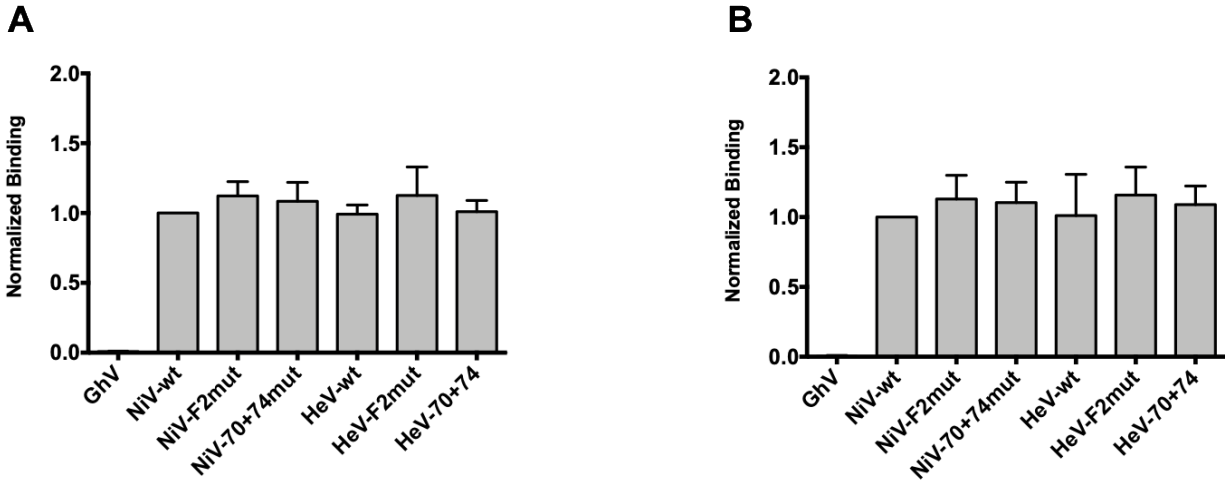 A
Normalized Binding
2.0
1.5
1.0
0.5
0.0
GhV
NiV-wt
NiV-F2mut
NiV-70+74mut
HeV-wt
HeV-F2mut
HeV-70+74
B
Normalized Binding
2.0
1.5
1.0
0.5
0.0
GhV
NiV-wt
NiV-F2mut
NiV-70+74mut
HeV-wt
HeV-F2mut
HeV-70+74